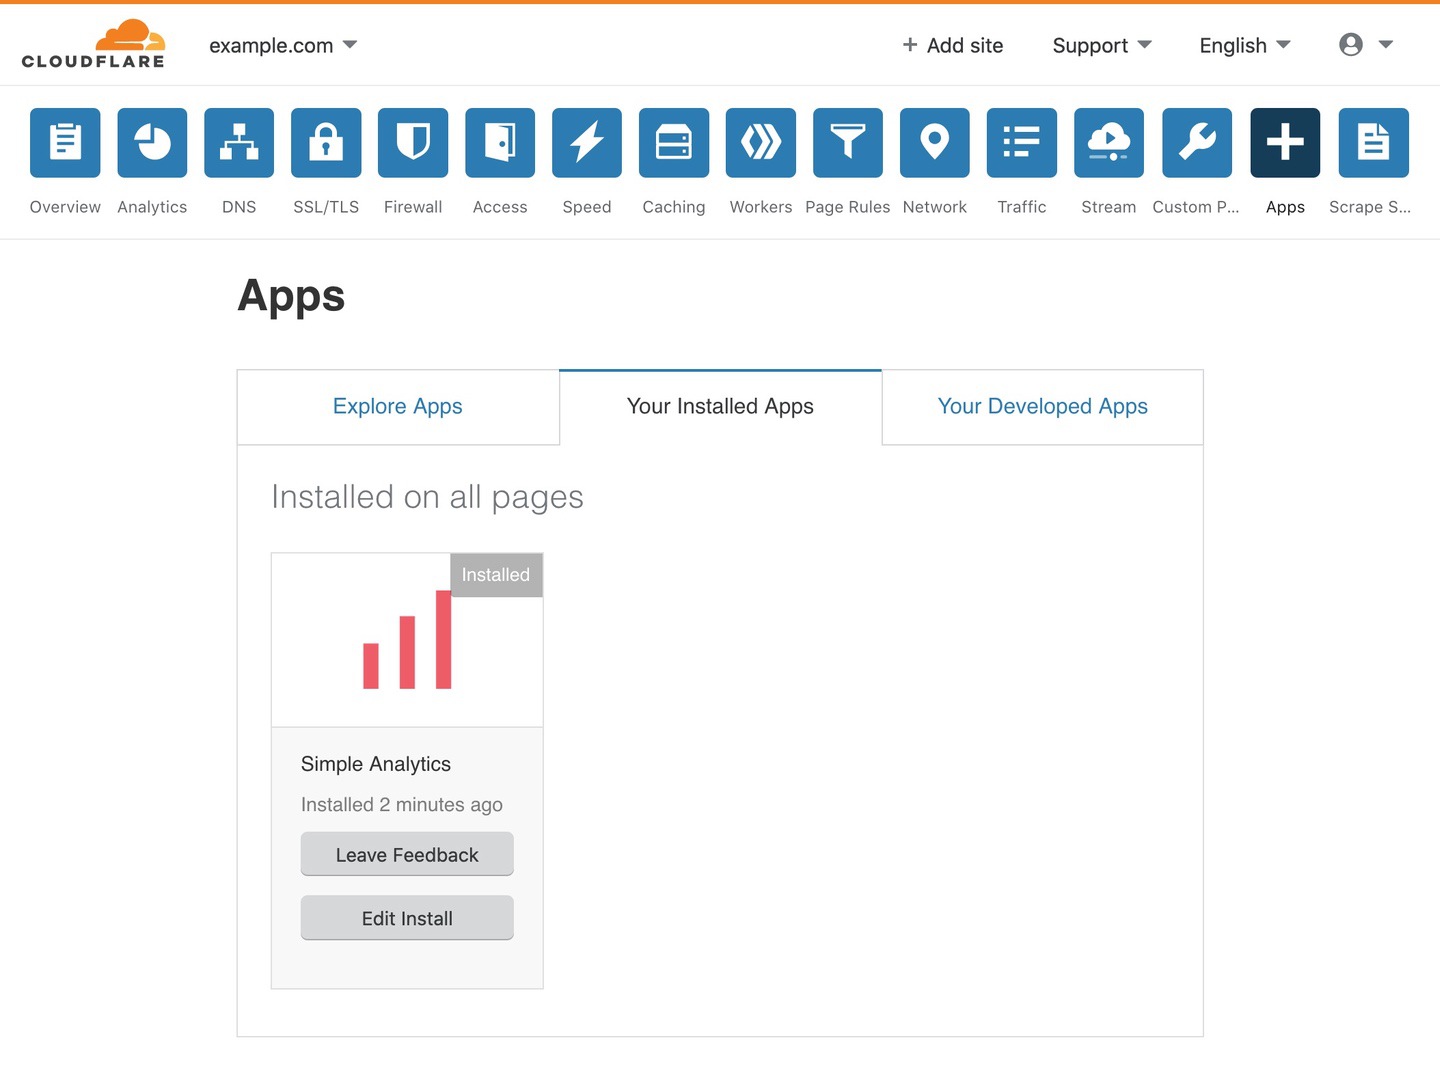 CLOUDFLARE
example.com
+ Add site
Support
English
Overview
Analytics
DNS
SSL/TLS
Firewall
Access
Speed
Caching
Workers
Page Rules
Network
Traffic
Stream
Custom P...
Apps
Scrape S...
Apps
Explore Apps
Your Installed Apps
Your Developed Apps
Installed on all pages
Installed
Simple Analytics
Installed 2 minutes ago
Leave Feedback
Edit Install